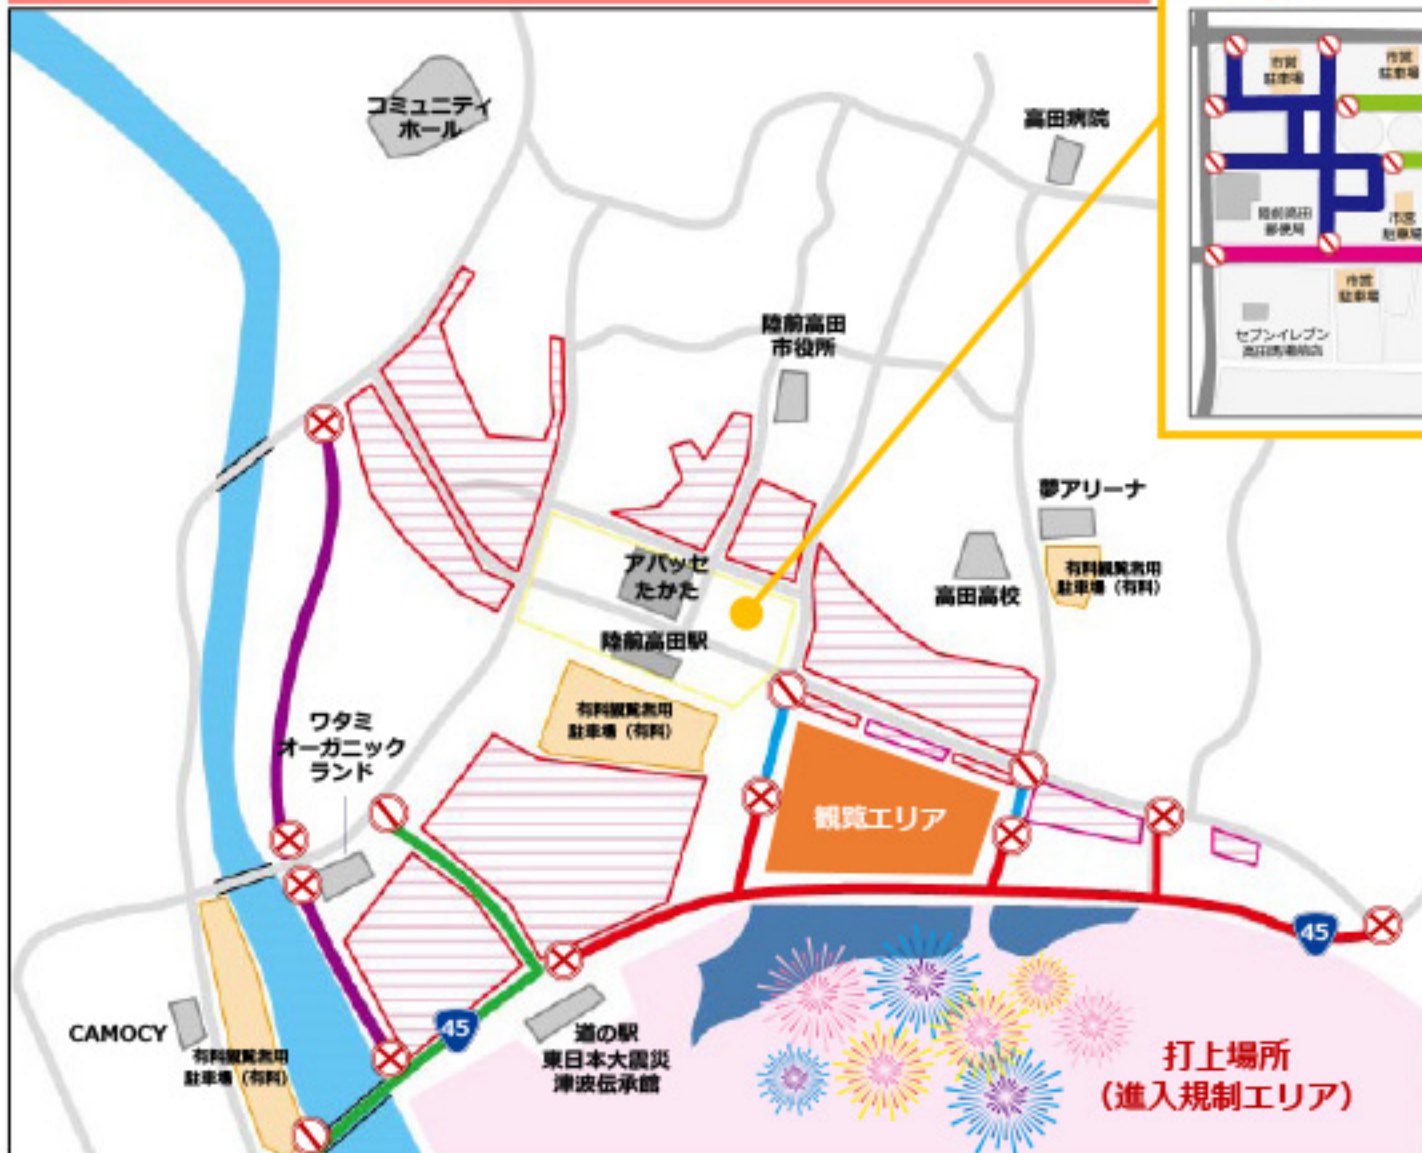 コミュニティ
ホール
高田病院
市営
駐車場
市営
駐車場
陸前高田
郵便局
市営
駐車場
市営
駐車場
セブンイレブン
高田馬場前店
陸前高田
市役所
夢アリーナ
有料観覧者用
駐車場（有料）
高田高校
アバッセ
たかた
陸前高田駅
有料観覧者用
駐車場（有料）
ワタミ
オーガニック
ランド
観覧エリア
45
45
CAMOCY
有料観覧者用
駐車場（有料）
道の駅
東日本大震災
津波伝承館
打上場所
（進入規制エリア）